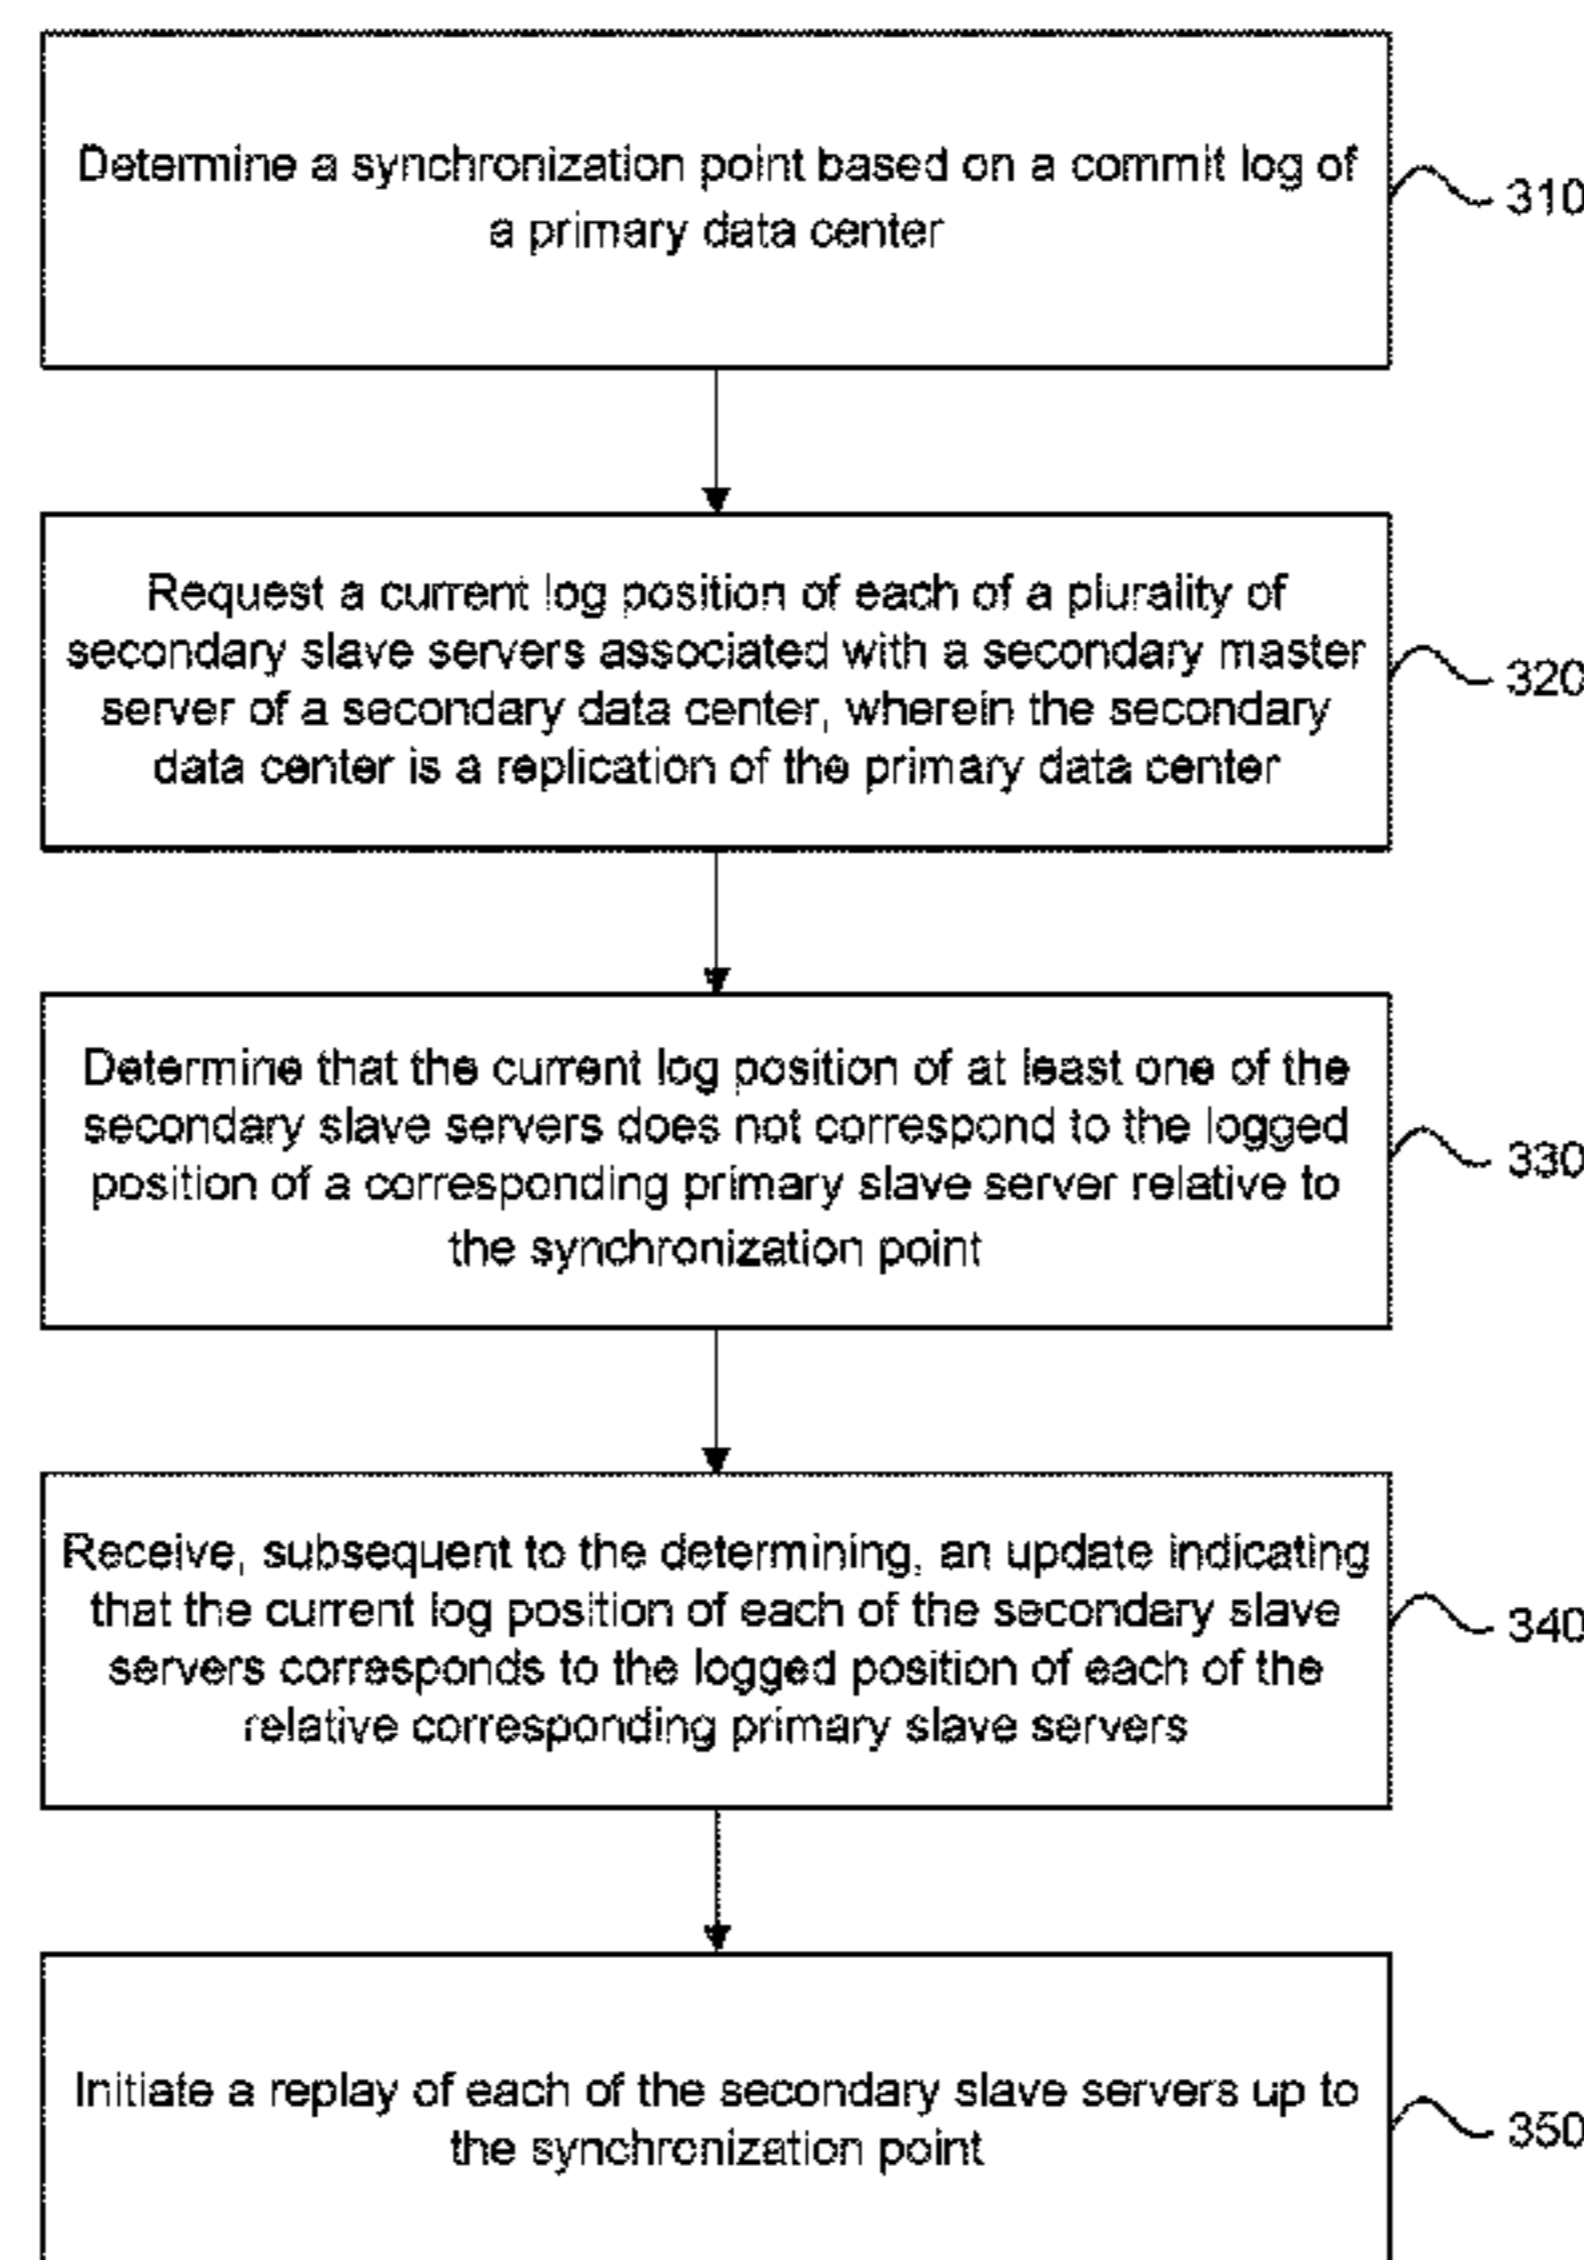 Determine a synchronization point based on a commit log of
a primary data center
310
Request a current log position of each of a plurality of
secondary slave servers associated with a secondary master
server of a secondary data center, wherein the secondary
data center is a replication of the primary data center
320
Determine that the current log position of at least one of the
secondary slave servers does not correspond to the logged
position of a corresponding primary slave server relative to
the synchronization point
330
Receive, subsequent to the determining, an update indicating
that the current log position of each of the secondary slave
servers corresponds to the logged position of each of the
relative corresponding primary slave servers
340
Initiate a replay of each of the secondary slave servers up to
the synchronization point
350